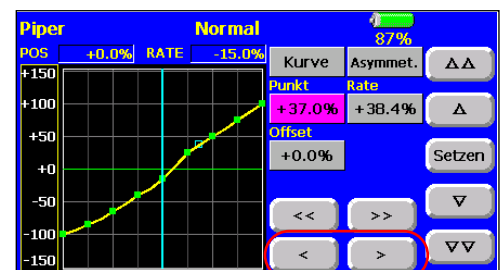 Piper Normal 87%
POS +0.0% RATE -15.0%
Kurve Asymmet.
Punkt Rate
+37.0% +38.4%
Offset
+0.0%
Setzen
<< >>
< >
+150
+100
+50
+0
-50
-100
-150